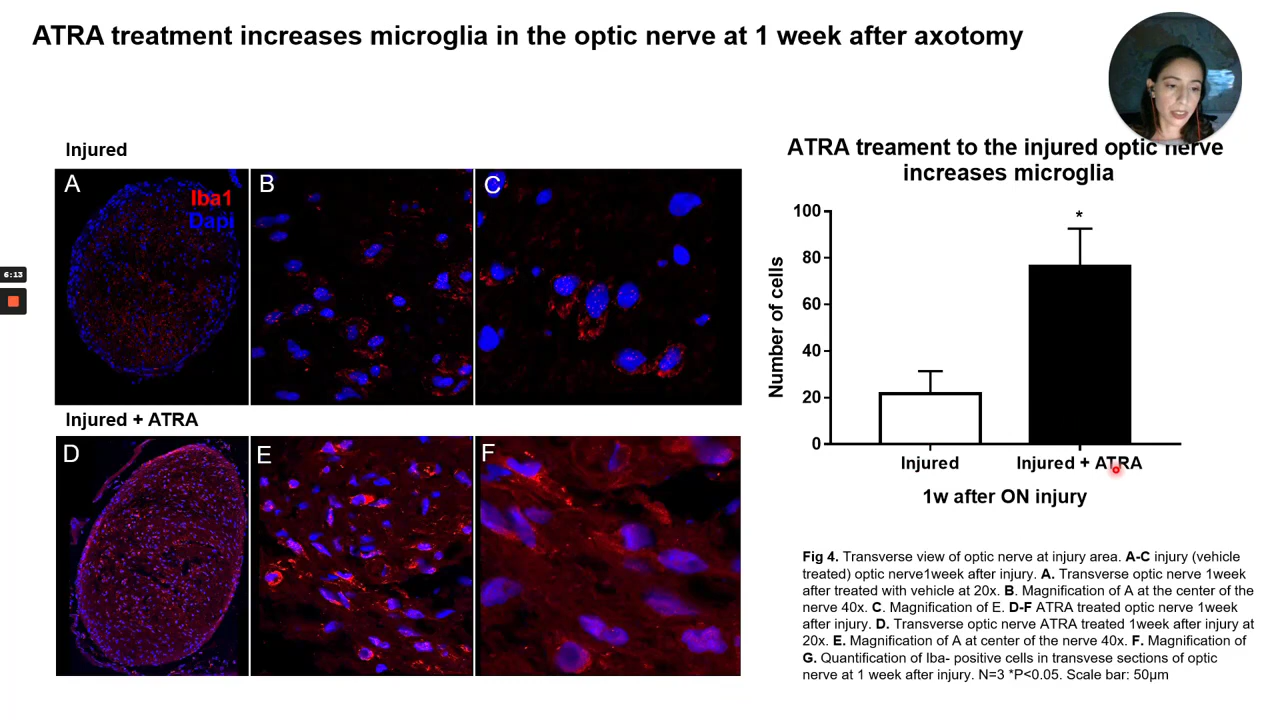 ATRA treatment increases microglia in the optic nerve at 1 week after axotomy
Injured
A
Iba1
Dapi
B
C
6:13
Injured + ATRA
D
E
F
ATRA treament to the injured optic nerve
increases microglia
Number of cells
100
80
60
40
20
0
*
Injured
Injured + ATRA
1w after ON injury
Fig 4. Transverse view of optic nerve at injury area. A-C injury (vehicle
treated) optic nerve1week after injury. A. Transverse optic nerve 1week
after treated with vehicle at 20x. B. Magnification of A at the center of the
nerve 40x. C. Magnification of E. D-F ATRA treated optic nerve 1week
after injury. D. Transverse optic nerve ATRA treated 1week after injury at
20x. E. Magnification of A at center of the nerve 40x. F. Magnification of
G. Quantification of Iba- positive cells in transvese sections of optic
nerve at 1 week after injury. N=3 *P<0.05. Scale bar: 50μm